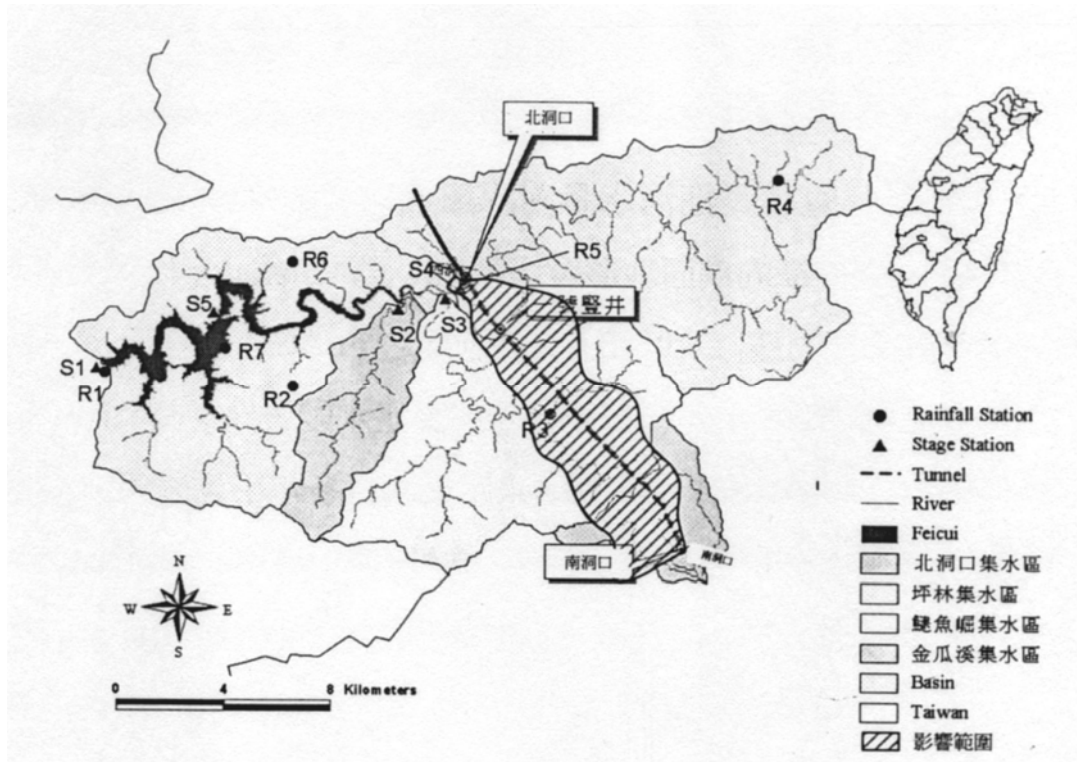 北洞口
R4
R5
R6
S4
豎井
S5
S2
S3
S1
R7
R1
R2
R3
南洞口
南洞口
N
W
E
S
0
4
8
Kilometers
Rainfall Station
Stage Station
Tunnel
River
Feicui
北洞口集水區
坪林集水區
魚崛集水區
金瓜溪集水區
Basin
Taiwan
影響範圍